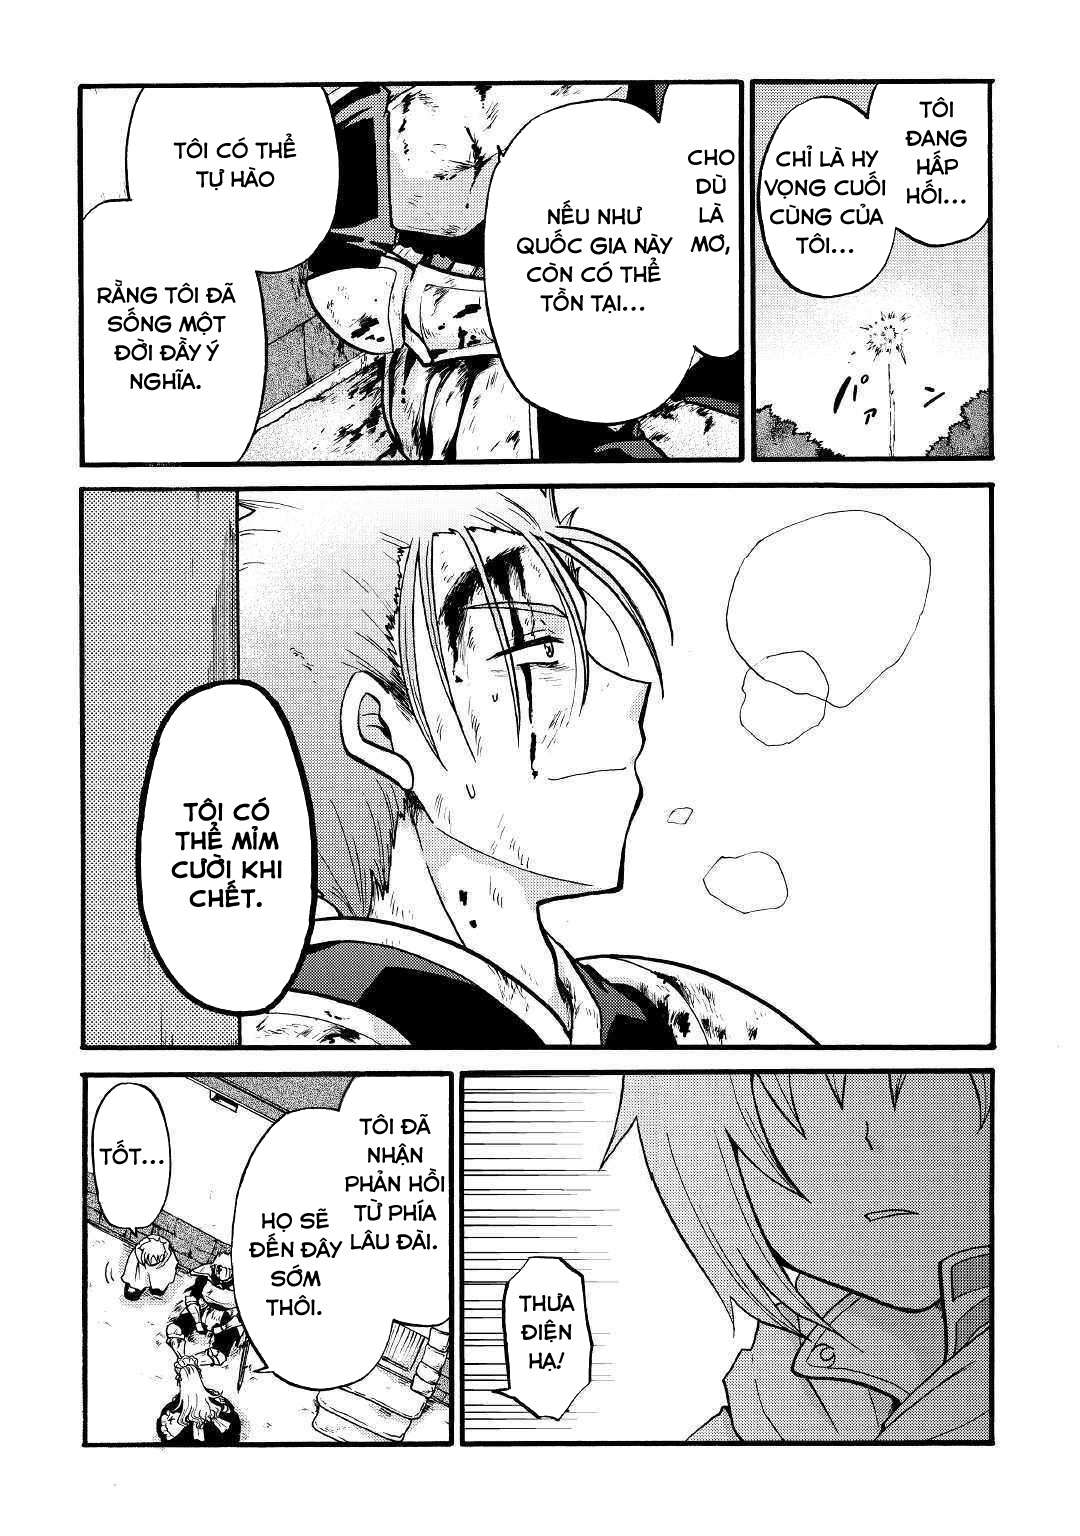 TÔI
ĐANG
HẤP
HỐI...
CHỈ LÀ HY
VỌNG CUỐI
CÙNG CỦA
TÔI...
パァン
CHO
DÙ
LÀ
MƠ,
NẾU NHƯ
QUỐC GIA NÀY
CÒN CÓ THỂ
TỒN TẠI...
TÔI CÓ THỂ
TỰ HÀO
RẰNG TÔI ĐÃ
SỐNG MỘT
ĐỜI ĐẦY Ý
NGHĨA.
TÔI CÓ
THỂ MỈM
CƯỜI KHI
CHẾT.
THƯA
ĐIỆN
HẠ!
TÔI ĐÃ
NHẬN
PHẢN HỒI
TỪ PHÍA
LÂU ĐÀI.
HỌ SẼ
ĐẾN ĐÂY
SỚM
THÔI.
TỐT...